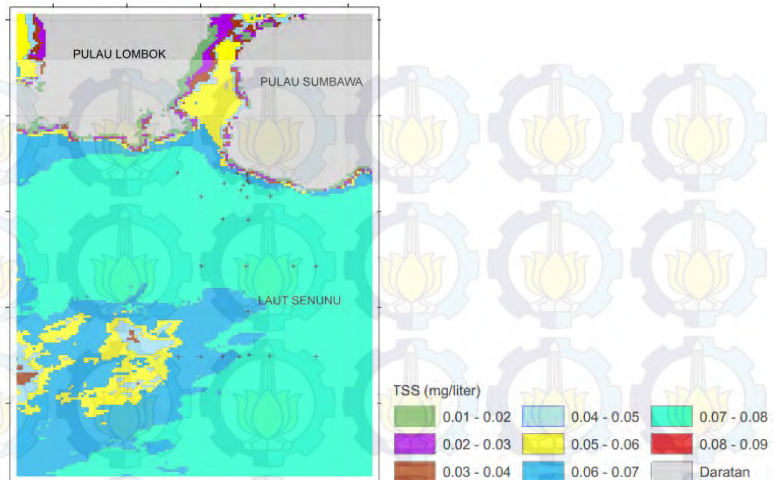 PULAU LOMBOK
PULAU SUMBAWA
LAUT SENUNU
TSS (mg/liter)
0.01 - 0.02
0.04 - 0.05
0.07 - 0.08
0.02 - 0.03
0.05 - 0.06
0.08 - 0.09
0.03 - 0.04
0.06 - 0.07
Daratan